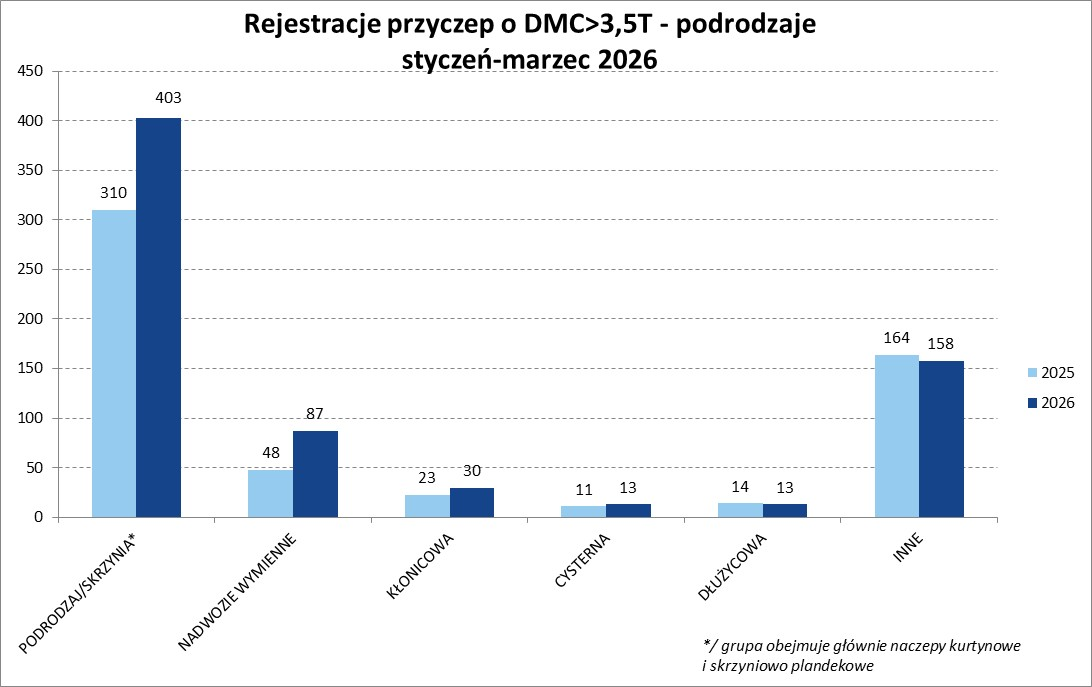 Rejestracje przyczep o DMC>3,5T - podrodzaje
styczeń-marzec 2026
450
400
350
300
250
200
150
100
50
0
310
403
48
87
23
30
11
13
14
13
164
158
PODRODZAJ/SKRZYNIA*
NADWOZIE WYMIENNE
KŁONICOWA
CYSTERNA
DŁUŻYCOWA
INNE
2025
2026
*/ grupa obejmuje głównie naczepy kurtynowe
i skrzyniowo plandekowe